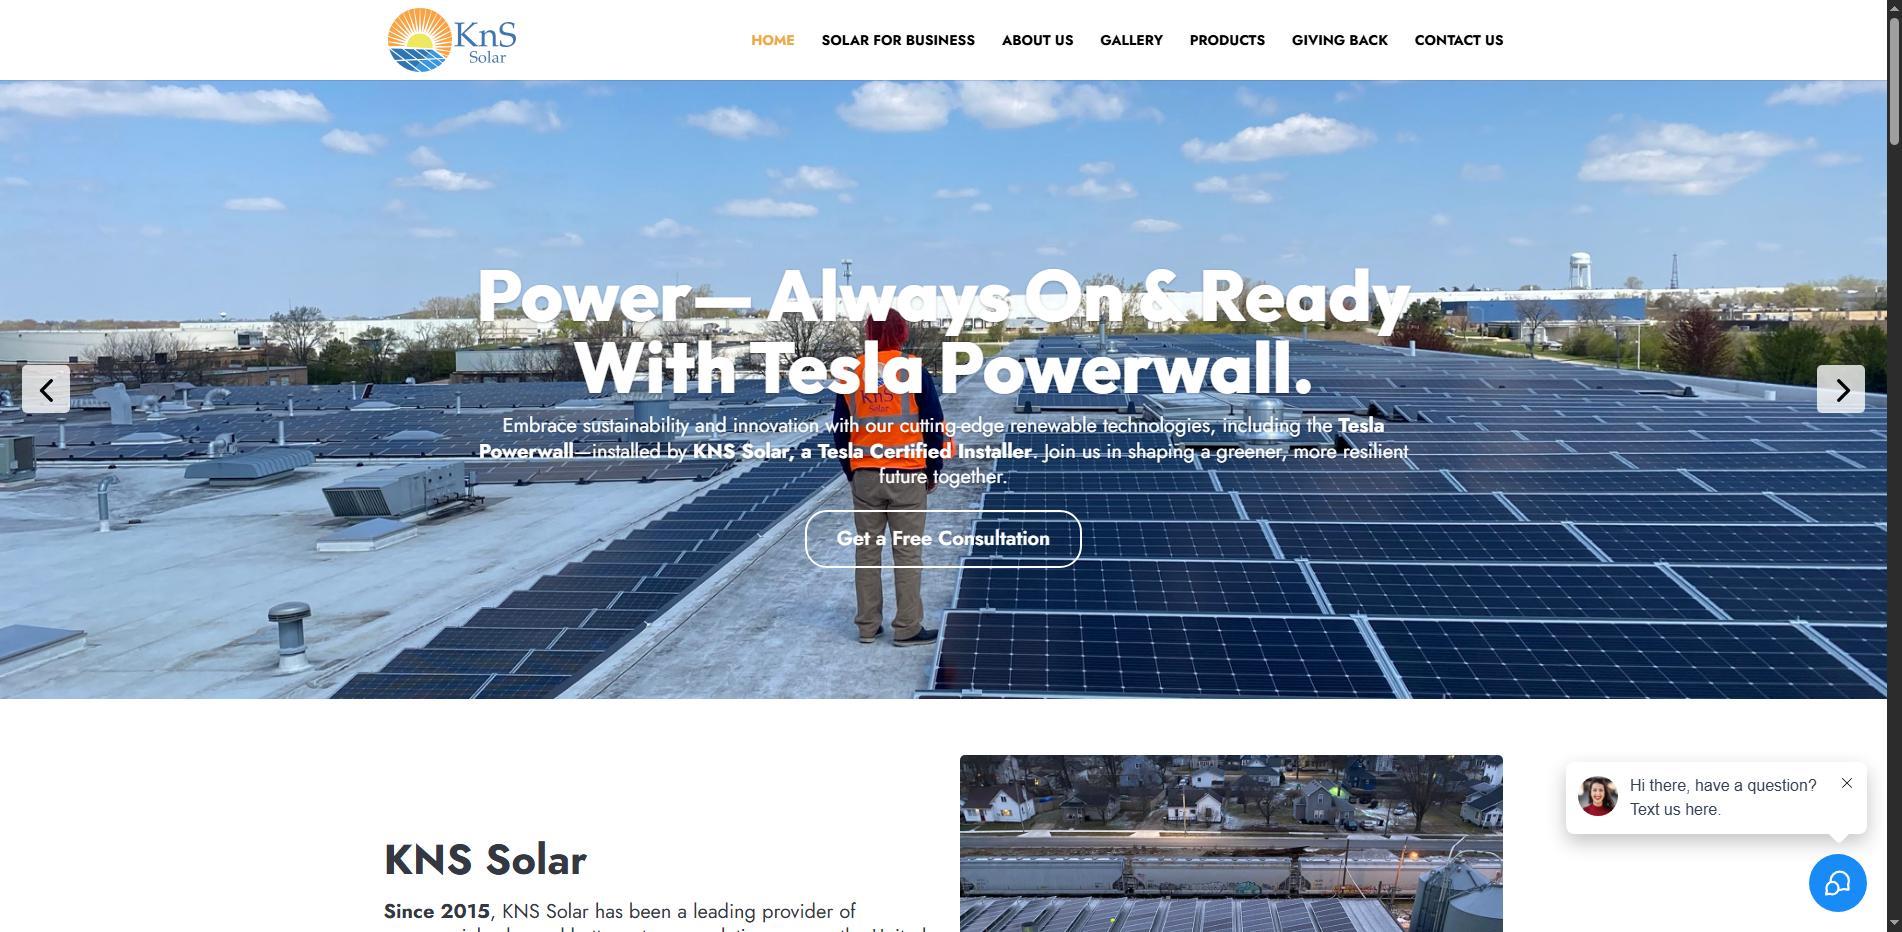 KnS
Solar
HOME SOLAR FOR BUSINESS ABOUT US GALLERY PRODUCTS GIVING BACK CONTACT US
Power— Always On & Ready
With Tesla Powerwall.
KnS
Solar
Embrace sustainability and innovation with our cutting-edge renewable technologies, including the Tesla
Powerwall—installed by KNS Solar, a Tesla Certified Installer. Join us in shaping a greener, more resilient
future together.
Get a Free Consultation
Hi there, have a question?
Text us here.
KNS Solar
Since 2015, KNS Solar has been a leading provider of